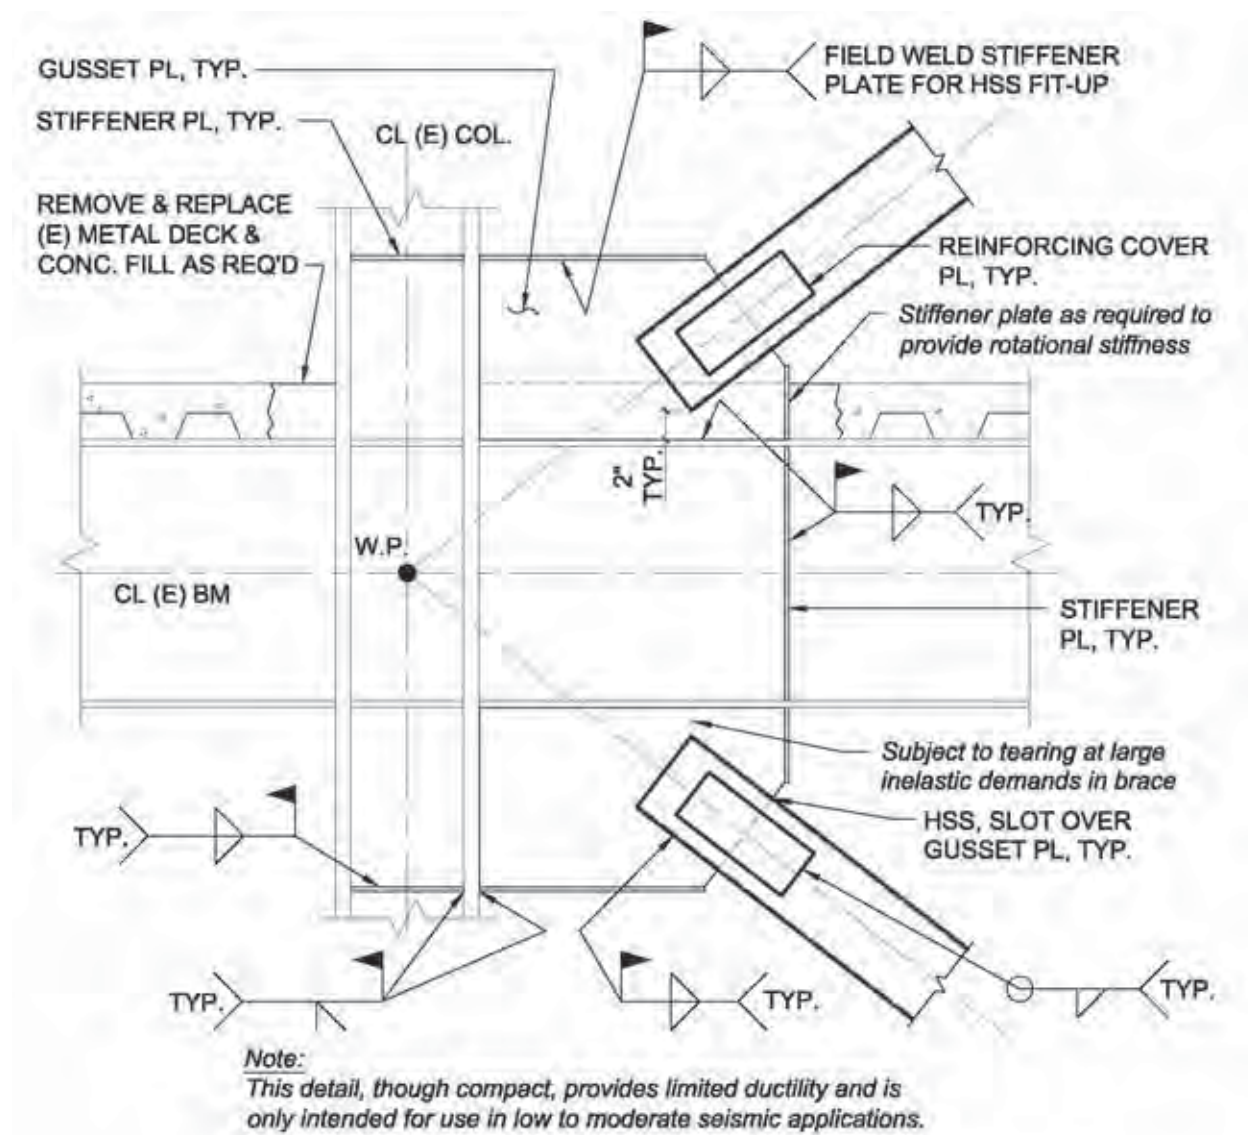 GUSSET PL, TYP.
STIFFENER PL, TYP.
CL (E) COL.
FIELD WELD STIFFENER
PLATE FOR HSS FIT-UP
REMOVE & REPLACE
(E) METAL DECK &
CONC. FILL AS REQ'D
REINFORCING COVER
PL, TYP.
Stiffener plate as required to
provide rotational stiffness
2"
TYP.
TYP.
W.P.
CL (E) BM
STIFFENER
PL, TYP.
Subject to tearing at large
inelastic demands in brace
HSS, SLOT OVER
GUSSET PL, TYP.
TYP.
TYP.
TYP.
TYP.
Note:
This detail, though compact, provides limited ductility and is
only intended for use in low to moderate seismic applications.